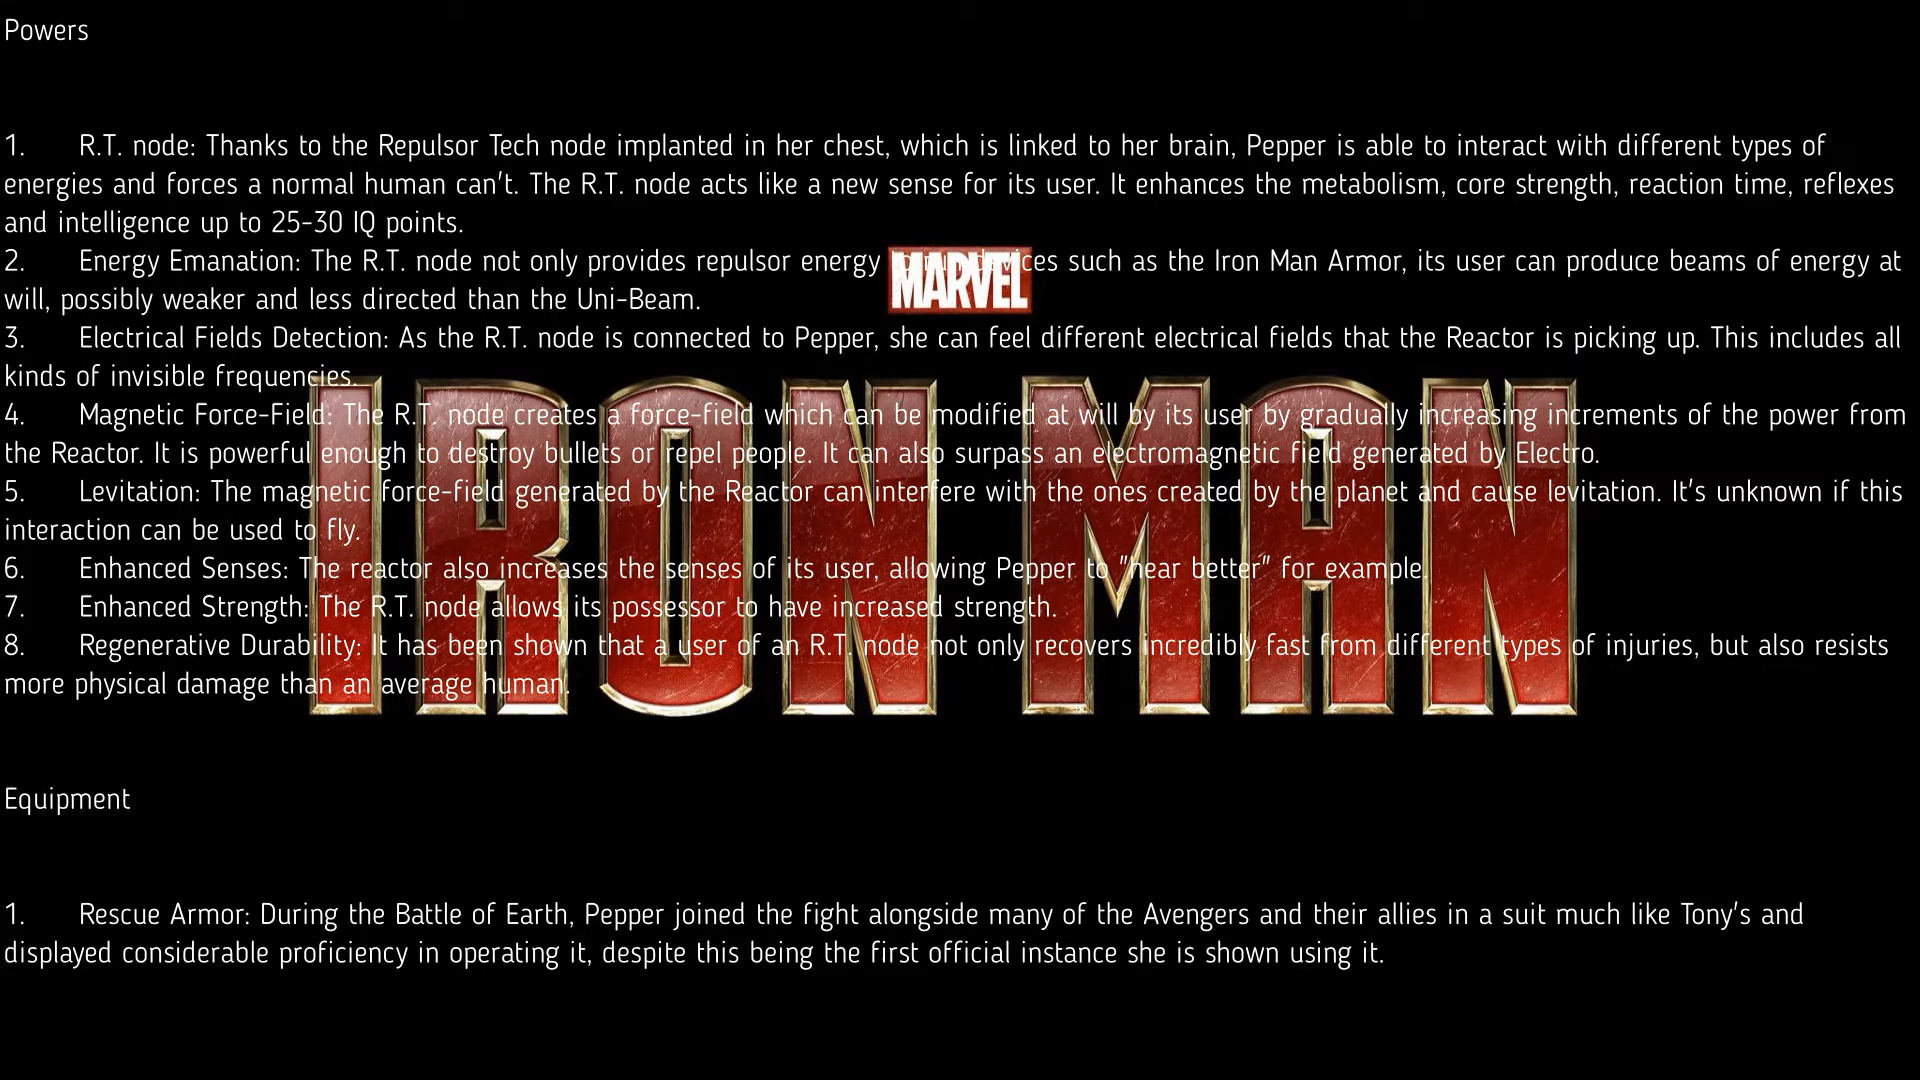 Powers
1. R.T. node: Thanks to the Repulsor Tech node implanted in her chest, which is linked to her brain, Pepper is able to interact with different types of
energies and forces a normal human can't. The R.T. node acts like a new sense for its user. It enhances the metabolism, core strength, reaction time, reflexes
and intelligence up to 25-30 IQ points.
2. Energy Emanation: The R.T. node not only provides repulsor energy such as the Iron Man Armor, its user can produce beams of energy at
MARVEL
will, possibly weaker and less directed than the Uni-Beam.
3. Electrical Fields Detection: As the R.T. node is connected to Pepper, she can feel different electrical fields that the Reactor is picking up. This includes all
kinds of invisible frequencies.
IRON MAN
4. Magnetic Force-Field: The R.T. node creates a force-field which can be modified at will by its user by gradually increasing increments of the power from
the Reactor. It is powerful enough to destroy bullets or repel people. It can also surpass an electromagnetic field generated by Electro.
5. Levitation: The magnetic force-field generated by the Reactor can interfere with the ones created by the planet and cause levitation. It's unknown if this
interaction can be used to fly.
6. Enhanced Senses: The reactor also increases the senses of its user, allowing Pepper to "hear better" for example.
7. Enhanced Strength: The R.T. node allows its possessor to have increased strength.
8. Regenerative Durability: It has been shown that a user of an R.T. node not only recovers incredibly fast from different types of injuries, but also resists
more physical damage than an average human.
Equipment
1. Rescue Armor: During the Battle of Earth, Pepper joined the fight alongside many of the Avengers and their allies in a suit much like Tony's and
displayed considerable proficiency in operating it, despite this being the first official instance she is shown using it.